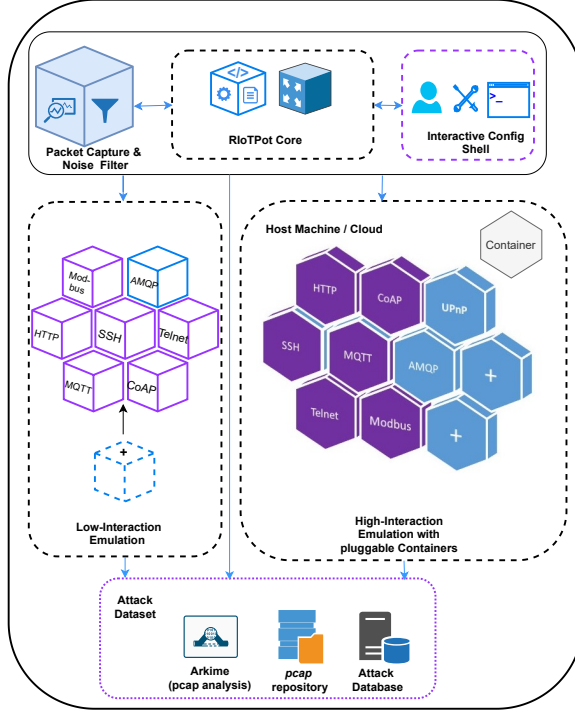 </>
>_
Packet Capture &
Noise Filter
RIoTPot Core
Interactive Config
Shell
Mod-
bus
AMQP
HTTP
SSH
Telnet
MQTT
CoAP
+
Low-Interaction
Emulation
Host Machine / Cloud
Container
HTTP
CoAP
UPnP
SSH
MQTT
AMQP
+
Telnet
Modbus
+
High-Interaction
Emulation with
pluggable Containers
Attack
Dataset
Arkime
(pcap analysis)
pcap
repository
Attack
Database